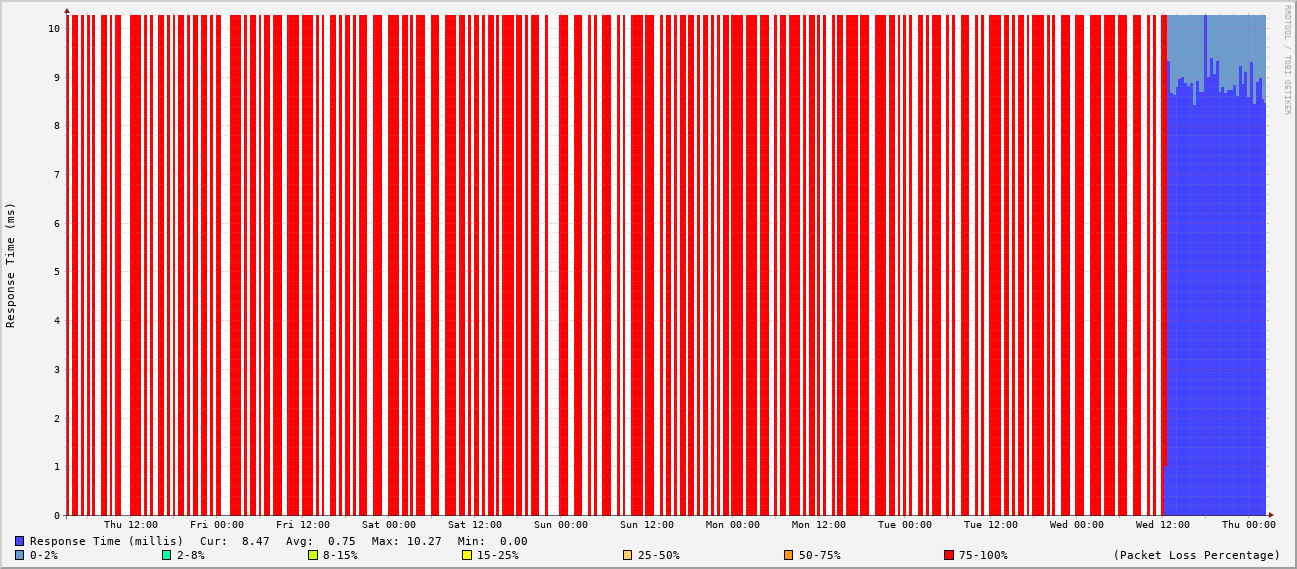 RRDTOOL / TOBI OETIKER
Response Time (ms)
10
9
8
7
6
5
4
3
2
1
0
Thu 12:00 Fri 00:00 Fri 12:00 Sat 00:00 Sat 12:00 Sun 00:00 Sun 12:00 Mon 00:00 Mon 12:00 Tue 00:00 Tue 12:00 Wed 00:00 Wed 12:00 Thu 00:00
Response Time (millis) Cur: 8.47 Avg: 0.75 Max: 10.27 Min: 0.00
0-2% 2-8% 8-15% 15-25% 25-50% 50-75% 75-100% (Packet Loss Percentage)